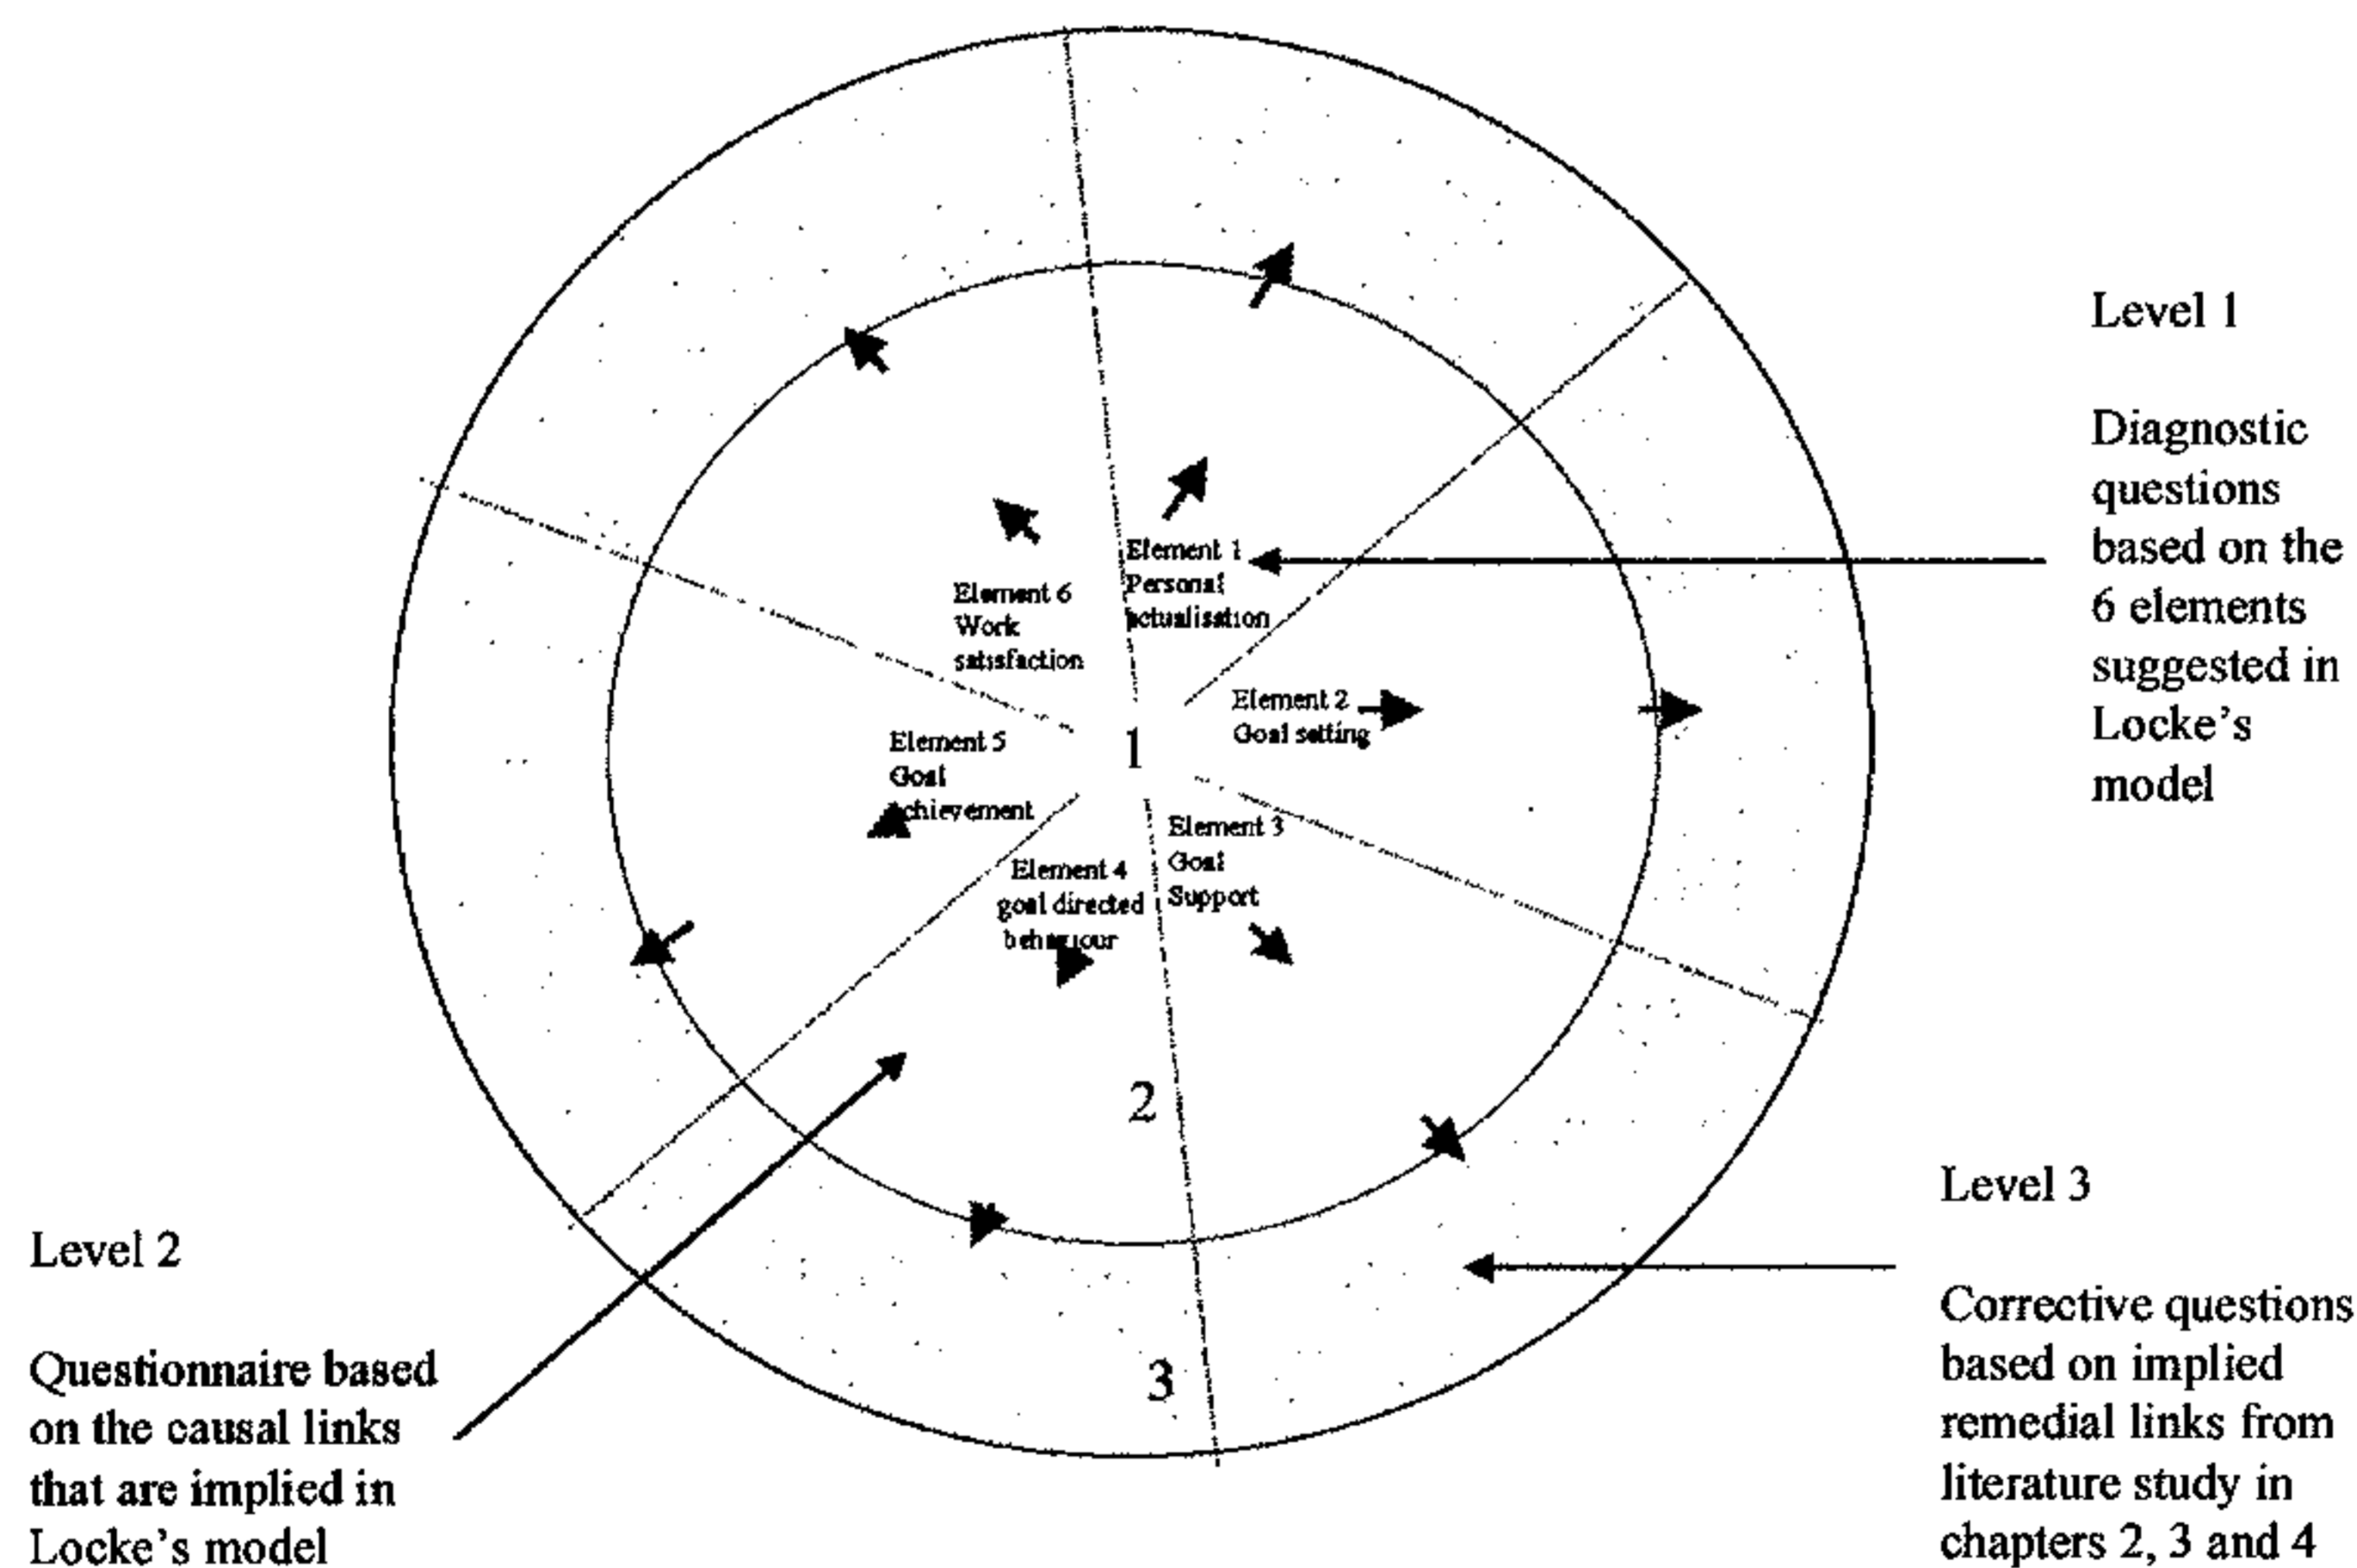 Level 1
Diagnostic
questions
based on the
6 elements
suggested in
Locke's
model
Element 1
Personal
actualisation
Element 6
Work
satisfaction
Element 2
Goal setting
1
Element 5
Goal
achievement
Element 3
Goal
Support
Element 4
goal directed
behaviour
2
3
Level 2
Questionnaire based
on the causal links
that are implied in
Locke's model
Level 3
Corrective questions
based on implied
remedial links from
literature study in
chapters 2, 3 and 4